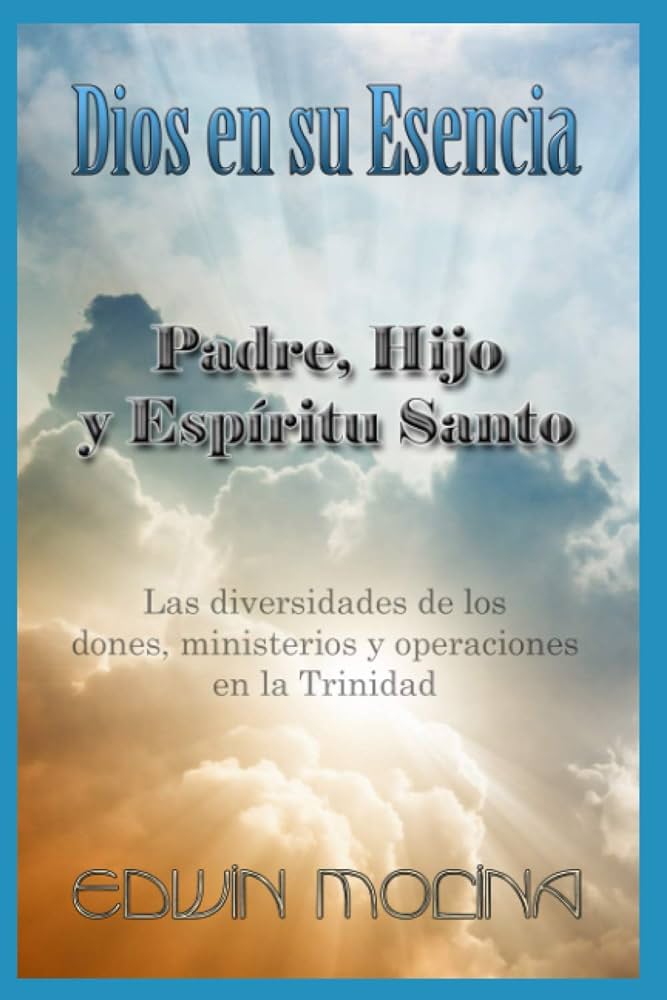 Dios en su Esencia
Padre, Hijo
y Espíritu Santo
Las diversidades de los
dones, ministerios y operaciones
en la Trinidad
EDWIN MOLINA